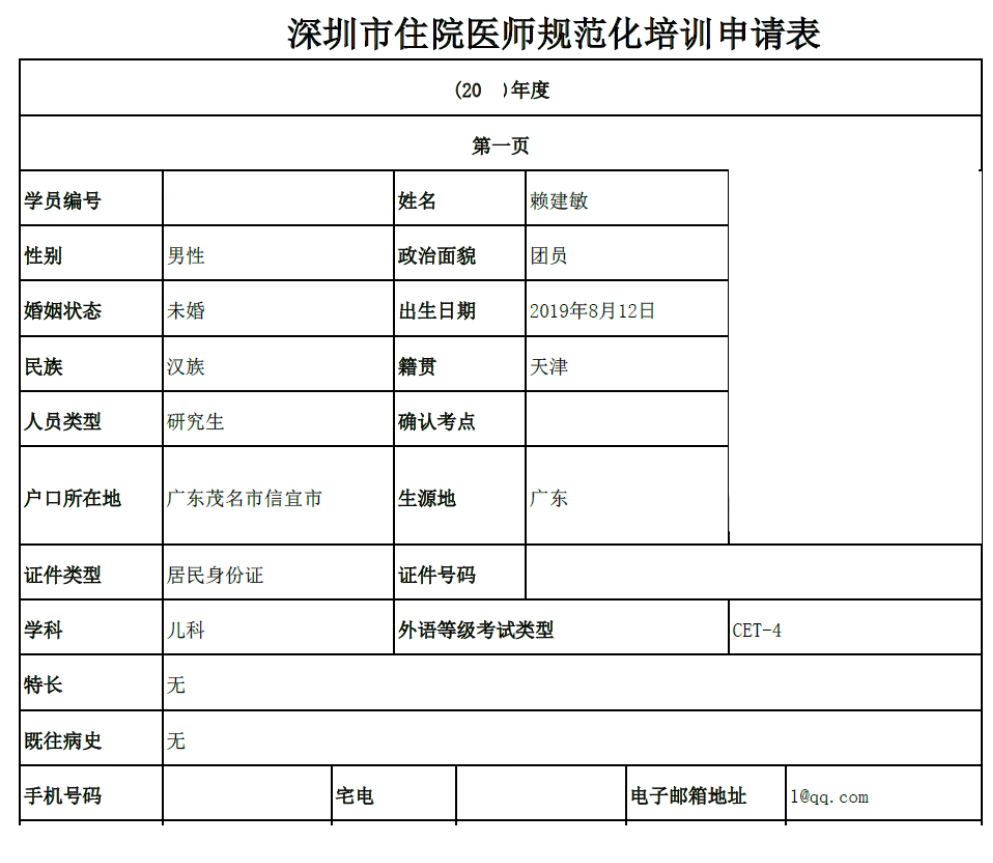 深圳市住院医师规范化培训申请表
(20 )年度
第一页
学员编号 姓名 赖建敏
性别 男性 政治面貌 团员
婚姻状态 未婚 出生日期 2019年8月12日
民族 汉族 籍贯 天津
人员类型 研究生 确认考点
户口所在地 广东茂名市信宜市 生源地 广东
证件类型 居民身份证 证件号码
学科 儿科 外语等级考试类型 CET-4
特长 无
既往病史 无
手机号码 宅电 电子邮箱地址 1@qq.com